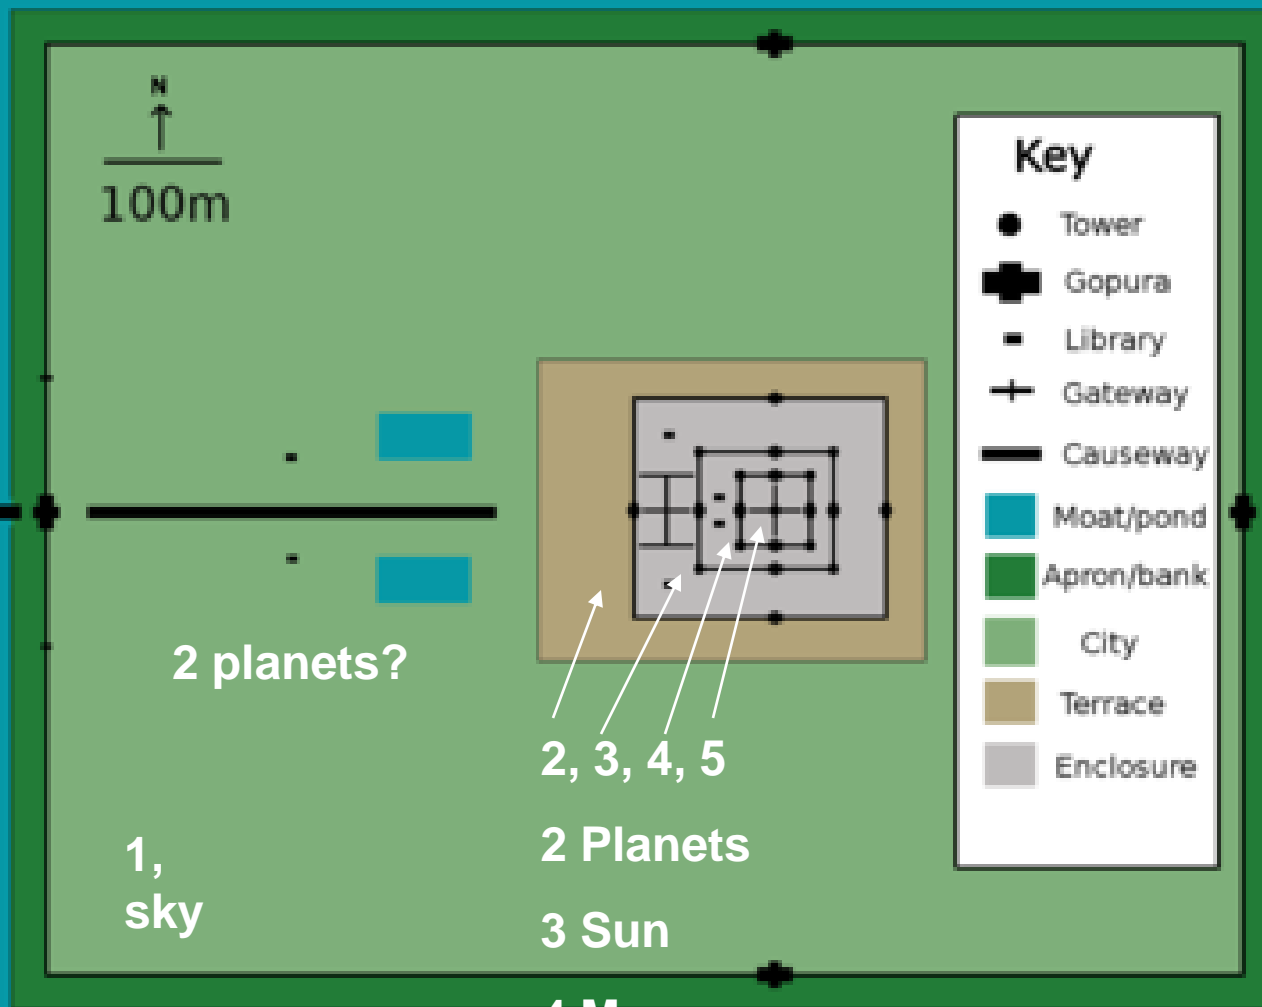 N
100m
Key
Tower
Gopura
Library
Gateway
Causeway
Moat/pond
Apron/bank
City
Terrace
Enclosure
2 planets?
2, 3, 4, 5
1,
sky
2 Planets
3 Sun